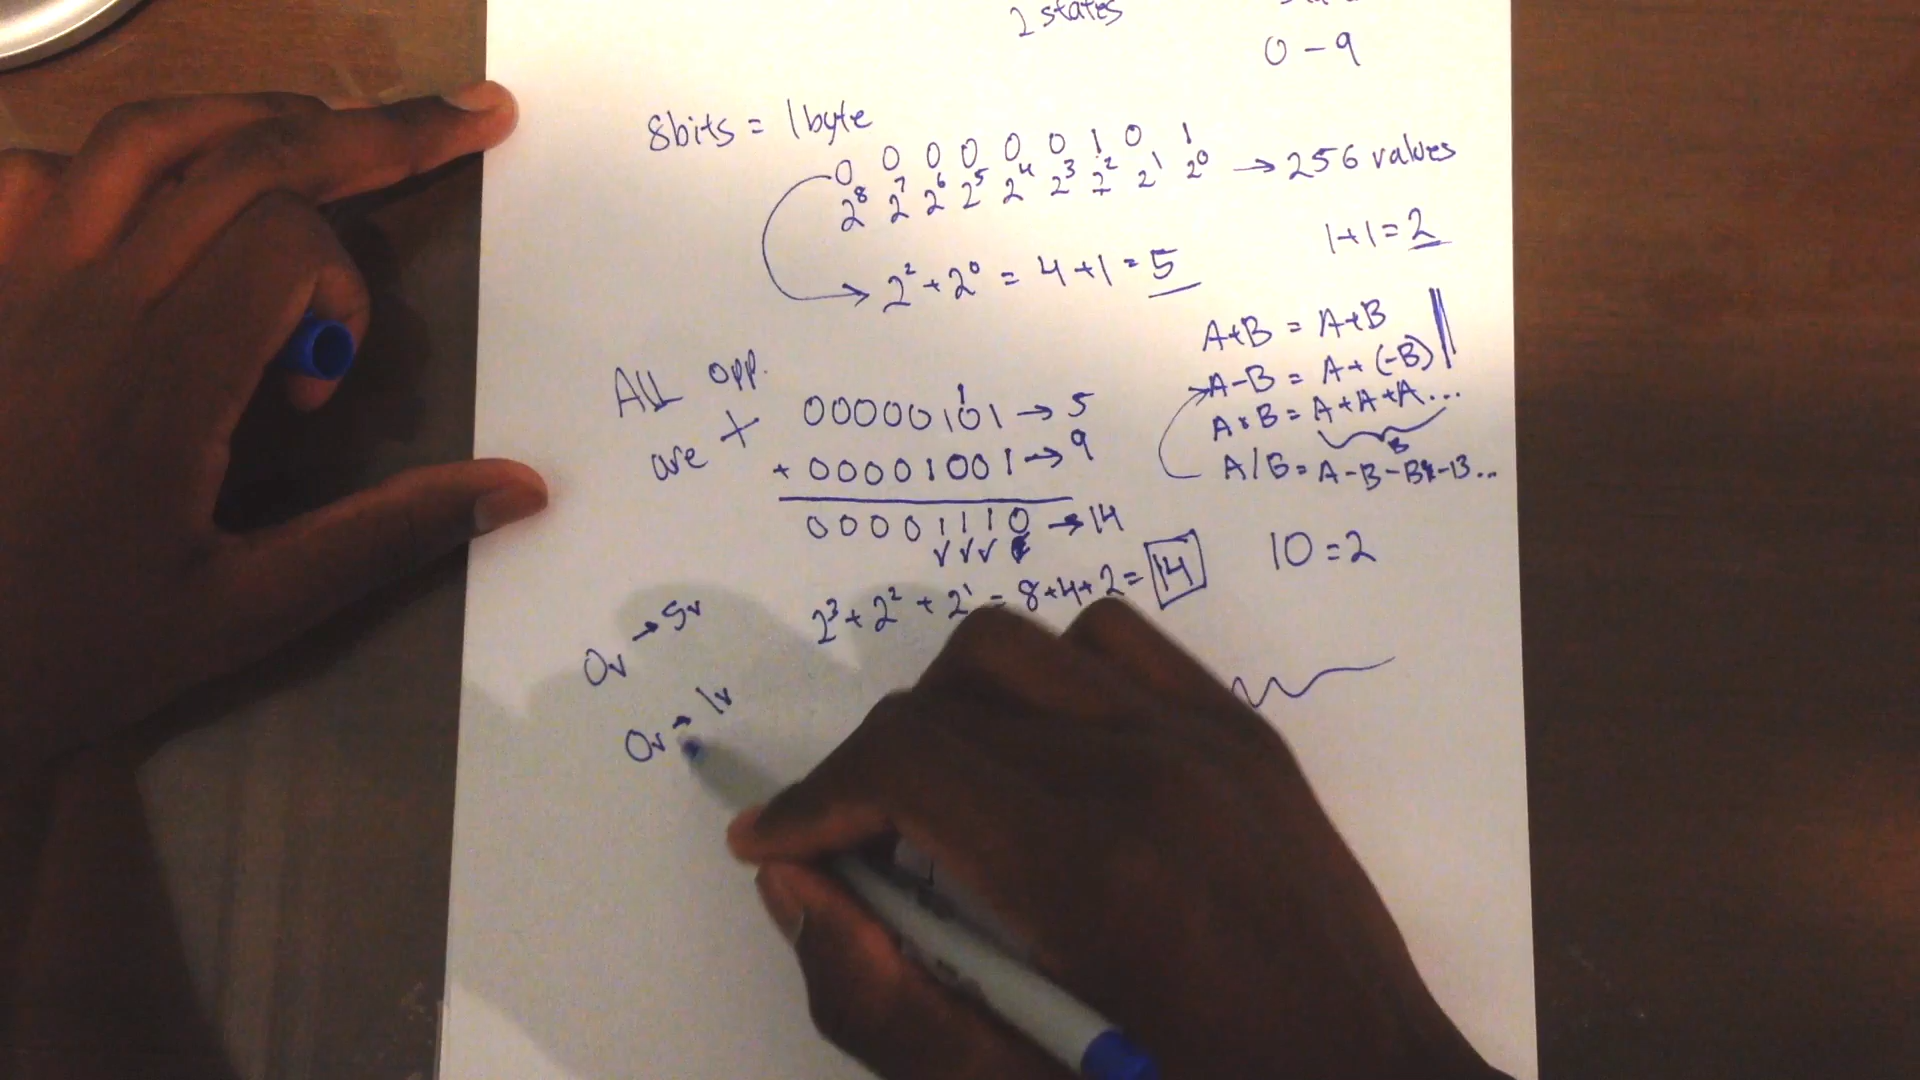 2 states
0 - 9
8bits = 1byte
0 0 0 0 0 0 1 0 1
2⁸ 2⁷ 2⁶ 2⁵ 2⁴ 2³ 2² 2¹ 2⁰ → 256 values
1+1=2
2² + 2⁰ = 4+1 = 5
A+B = A+B
A-B = A+(-B)
A*B = A+A+A...
B
A/B = A-B-B-B...
All opp.
are +
1
00000101 → 5
+ 00001001 → 9
00001110 → 14
10=2
2³ + 2² + 2¹ = 8+4+2 = 14
0v → 5v
0v → 1v